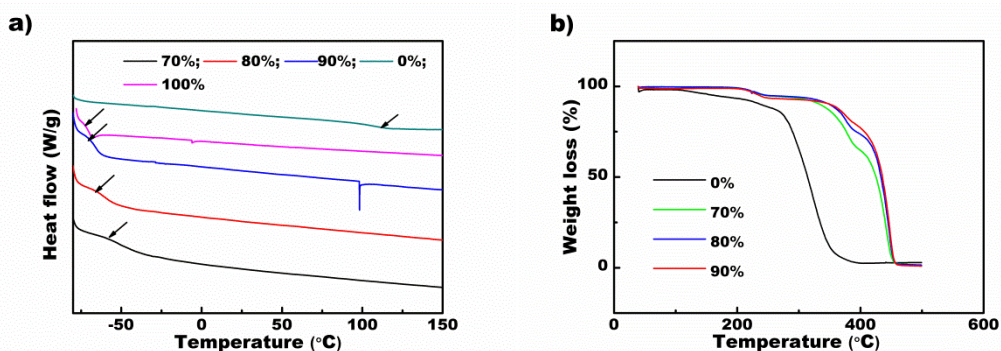 a)
70%; 80%; 90%; 0%;
100%
Heat flow (W/g)
-50 0 50 100 150
Temperature (°C)
b)
100
50
0
Weight loss (%)
0%
70%
80%
90%
0 200 400 600
Temperature (°C)